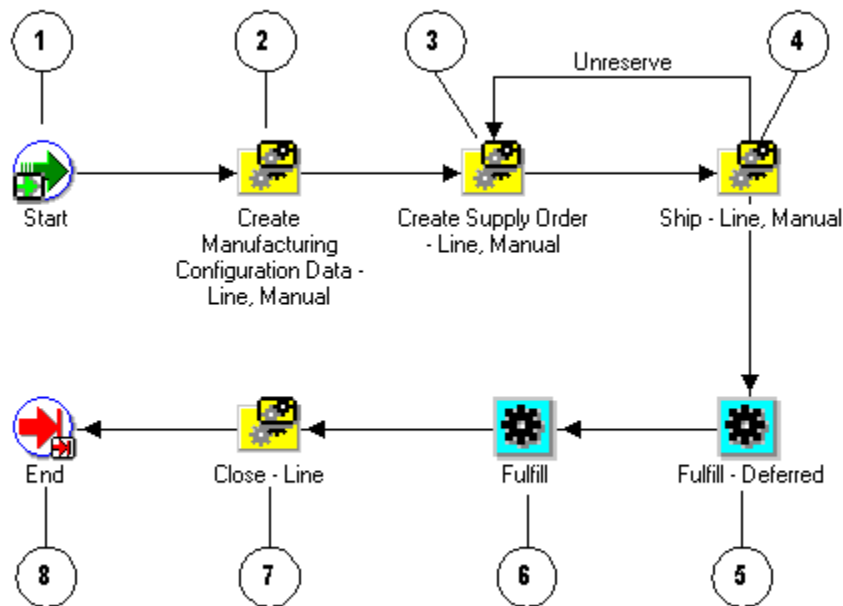 1
2
3
4
Unreserve
Start
Create
Manufacturing
Configuration Data -
Line, Manual
Create Supply Order
- Line, Manual
Ship - Line, Manual
End
Close - Line
Fulfill
Fulfill - Deferred
8
7
6
5